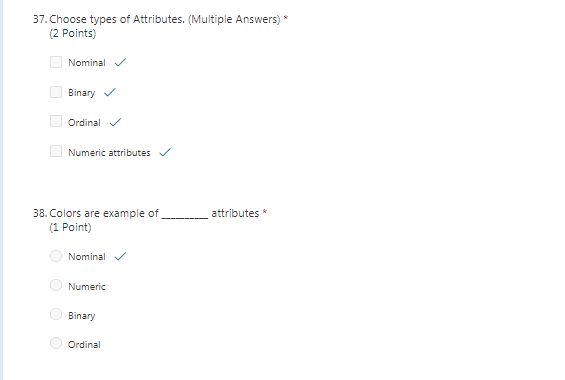 37. Choose types of Attributes. (Multiple Answers) *
(2 Points)
Nominal
Binary
Ordinal
Numeric attributes
38. Colors are example of __________ attributes *
(1 Point)
Nominal
Numeric
Binary
Ordinal